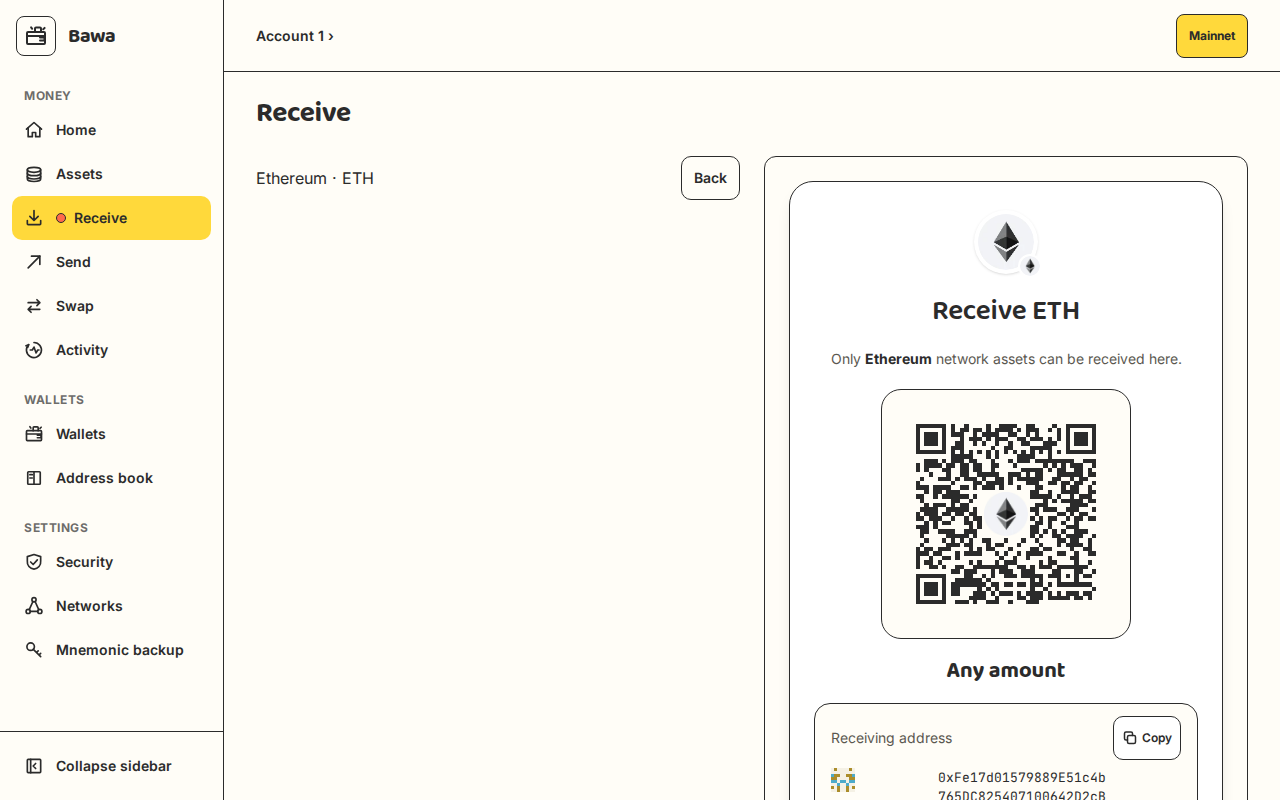 Bawa
Account 1 ›
Mainnet
MONEY
Home
Assets
Receive
Send
Swap
Activity
WALLETS
Wallets
Address book
SETTINGS
Security
Networks
Mnemonic backup
Collapse sidebar
Receive
Ethereum · ETH
Back
Receive ETH
Only Ethereum network assets can be received here.
Any amount
Receiving address
Copy
0xFe17d01579889E51c4b
765DC825407100642D2cB